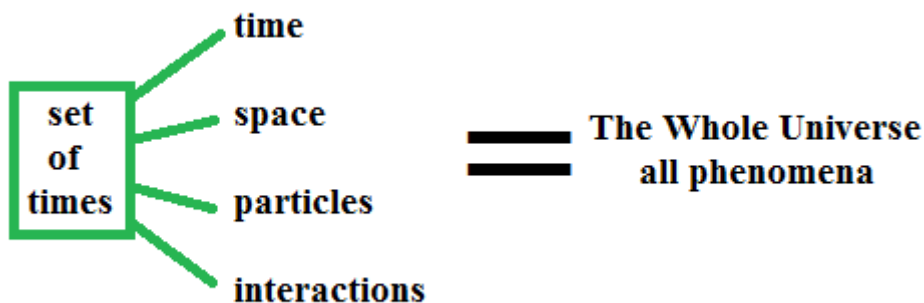 set
of
times
time
space
particles
interactions
The Whole Universe
all phenomena